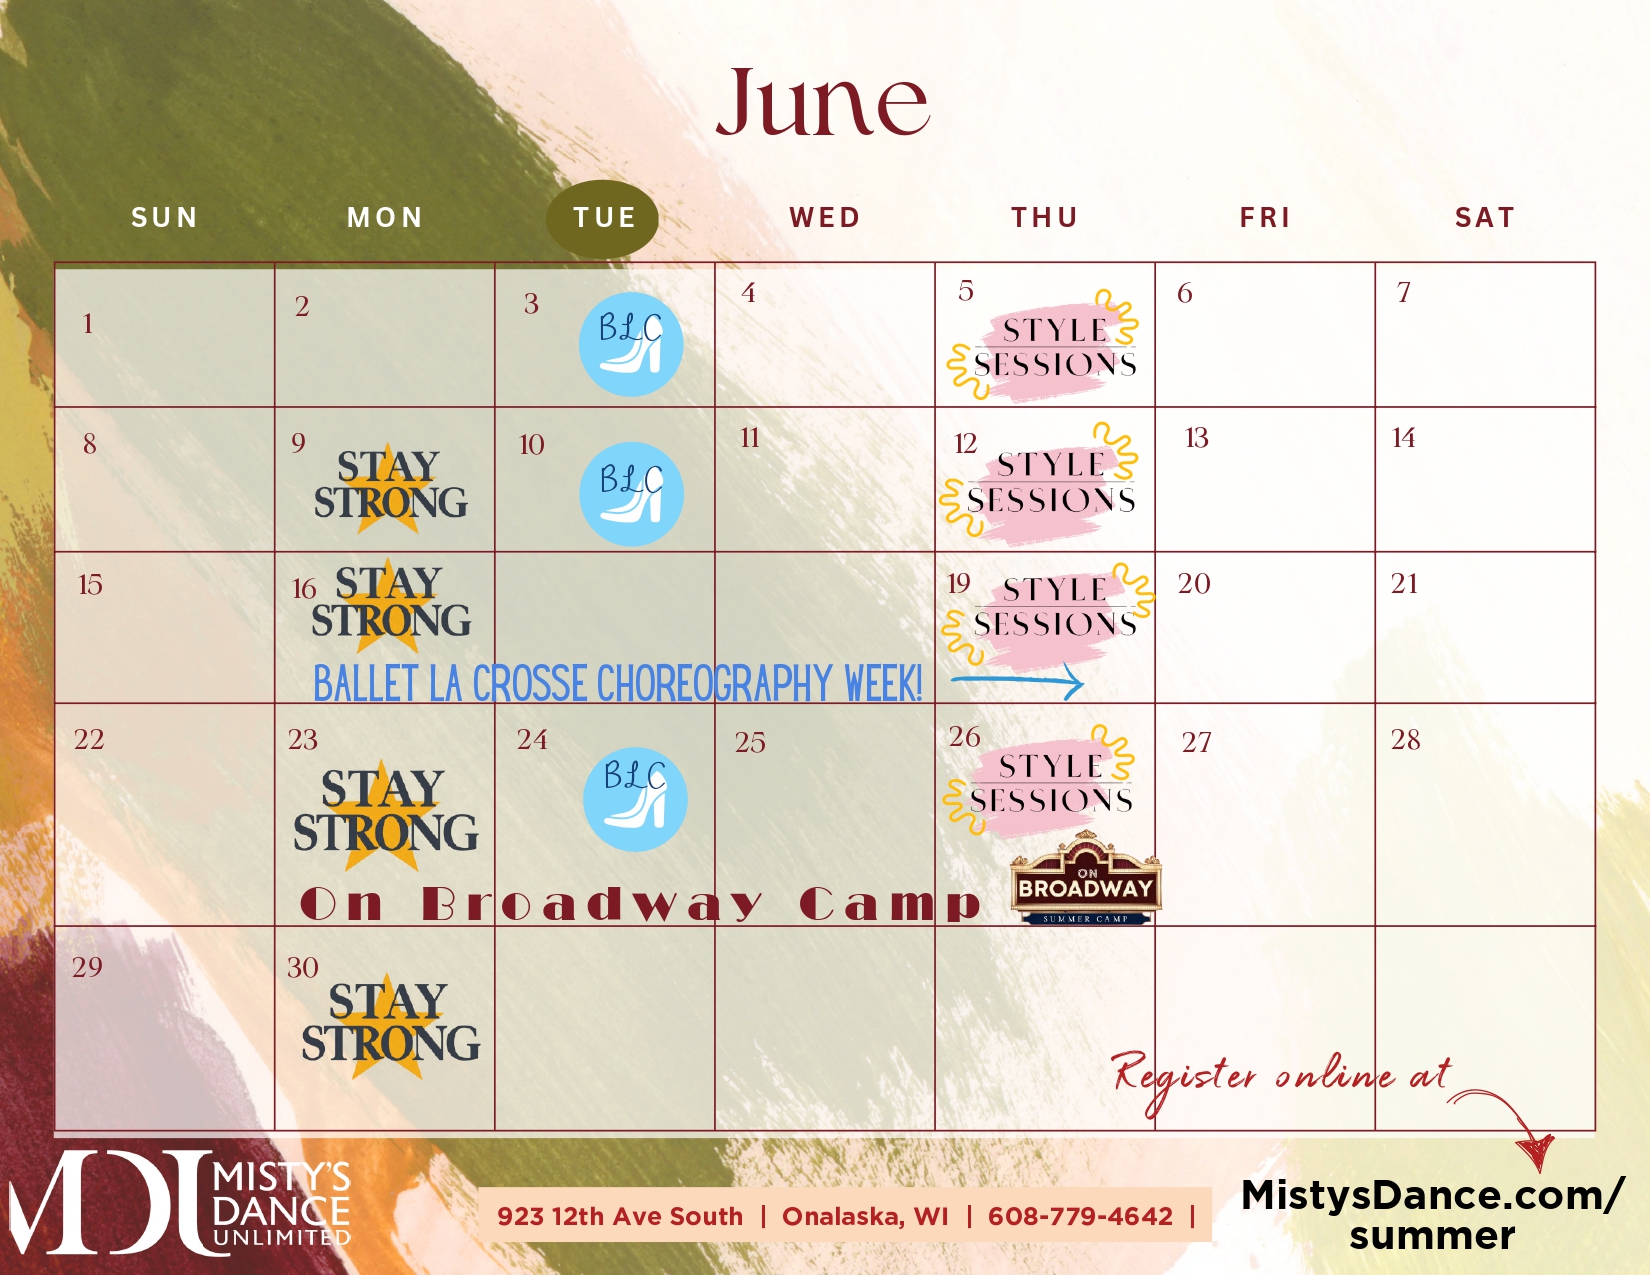 June
SUN MON TUE WED THU FRI SAT
1
2
3
BLC
4
5
STYLE
SESSIONS
6
7
8
9
STAY
STRONG
10
BLC
11
12
STYLE
SESSIONS
13
14
15
16
STAY
STRONG
19
STYLE
SESSIONS
20
21
BALLET LA CROSSE CHOREOGRAPHY WEEK!
22
23
STAY
STRONG
24
BLC
25
26
STYLE
SESSIONS
27
28
On Broadway Camp
ON
BROADWAY
SUMMER CAMP
29
30
STAY
STRONG
Register online at
MDU
MISTY'S
DANCE
UNLIMITED
923 12th Ave South | Onalaska, WI | 608-779-4642 |
MistysDance.com/
summer